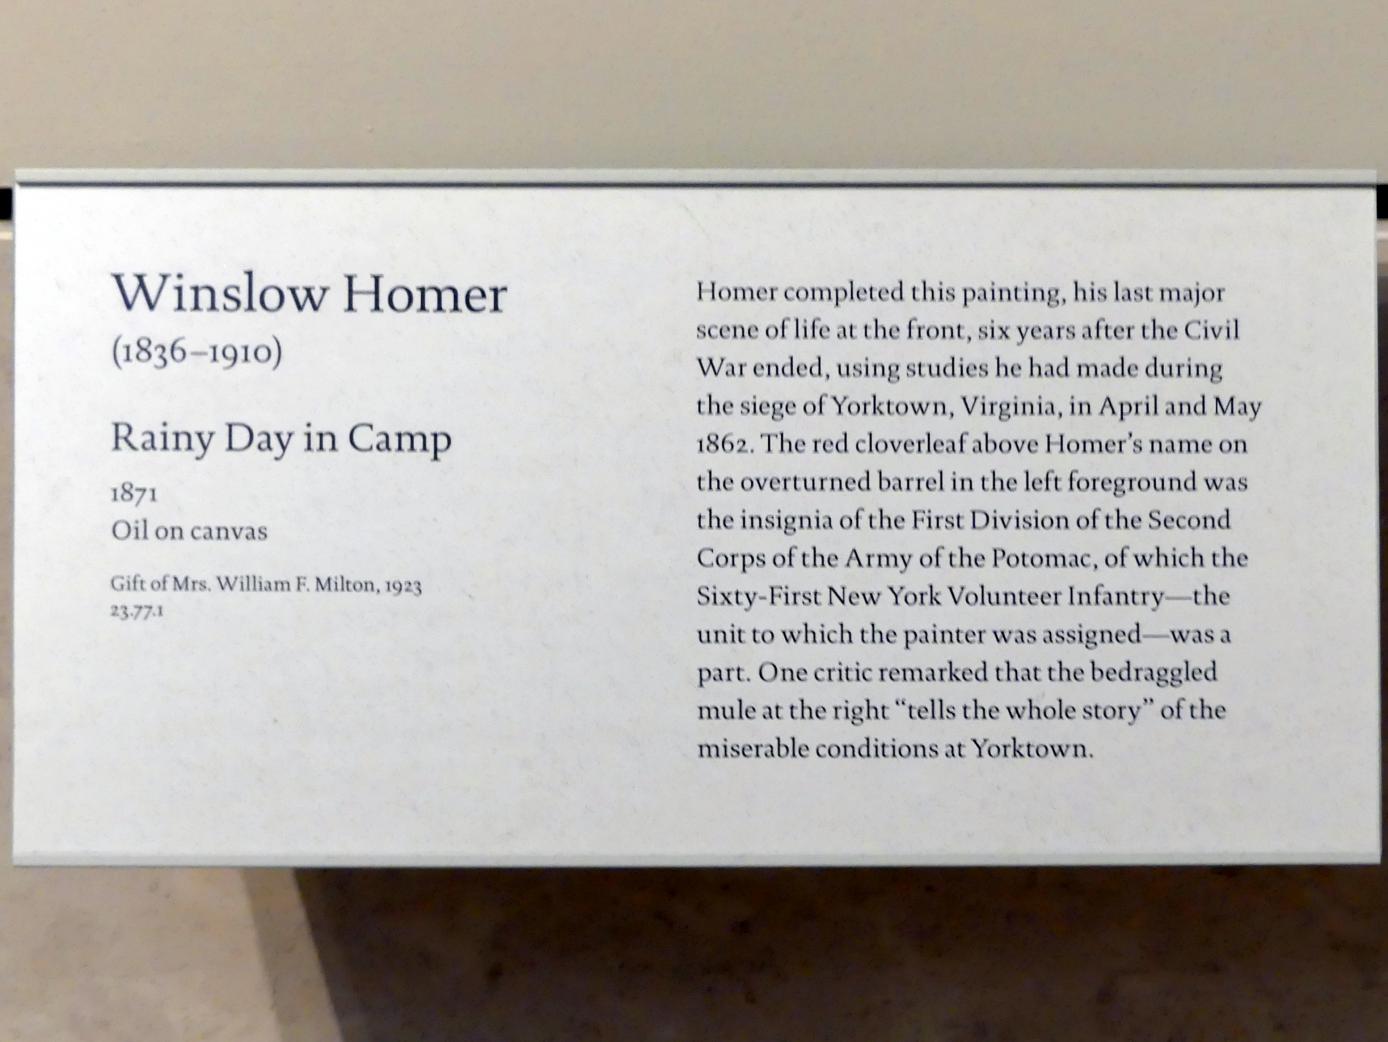 Winslow Homer
(1836–1910)
Rainy Day in Camp
1871
Oil on canvas
Gift of Mrs. William F. Milton, 1923
23.77.1
Homer completed this painting, his last major
scene of life at the front, six years after the Civil
War ended, using studies he had made during
the siege of Yorktown, Virginia, in April and May
1862. The red cloverleaf above Homer’s name on
the overturned barrel in the left foreground was
the insignia of the First Division of the Second
Corps of the Army of the Potomac, of which the
Sixty-First New York Volunteer Infantry—the
unit to which the painter was assigned—was a
part. One critic remarked that the bedraggled
mule at the right “tells the whole story” of the
miserable conditions at Yorktown.